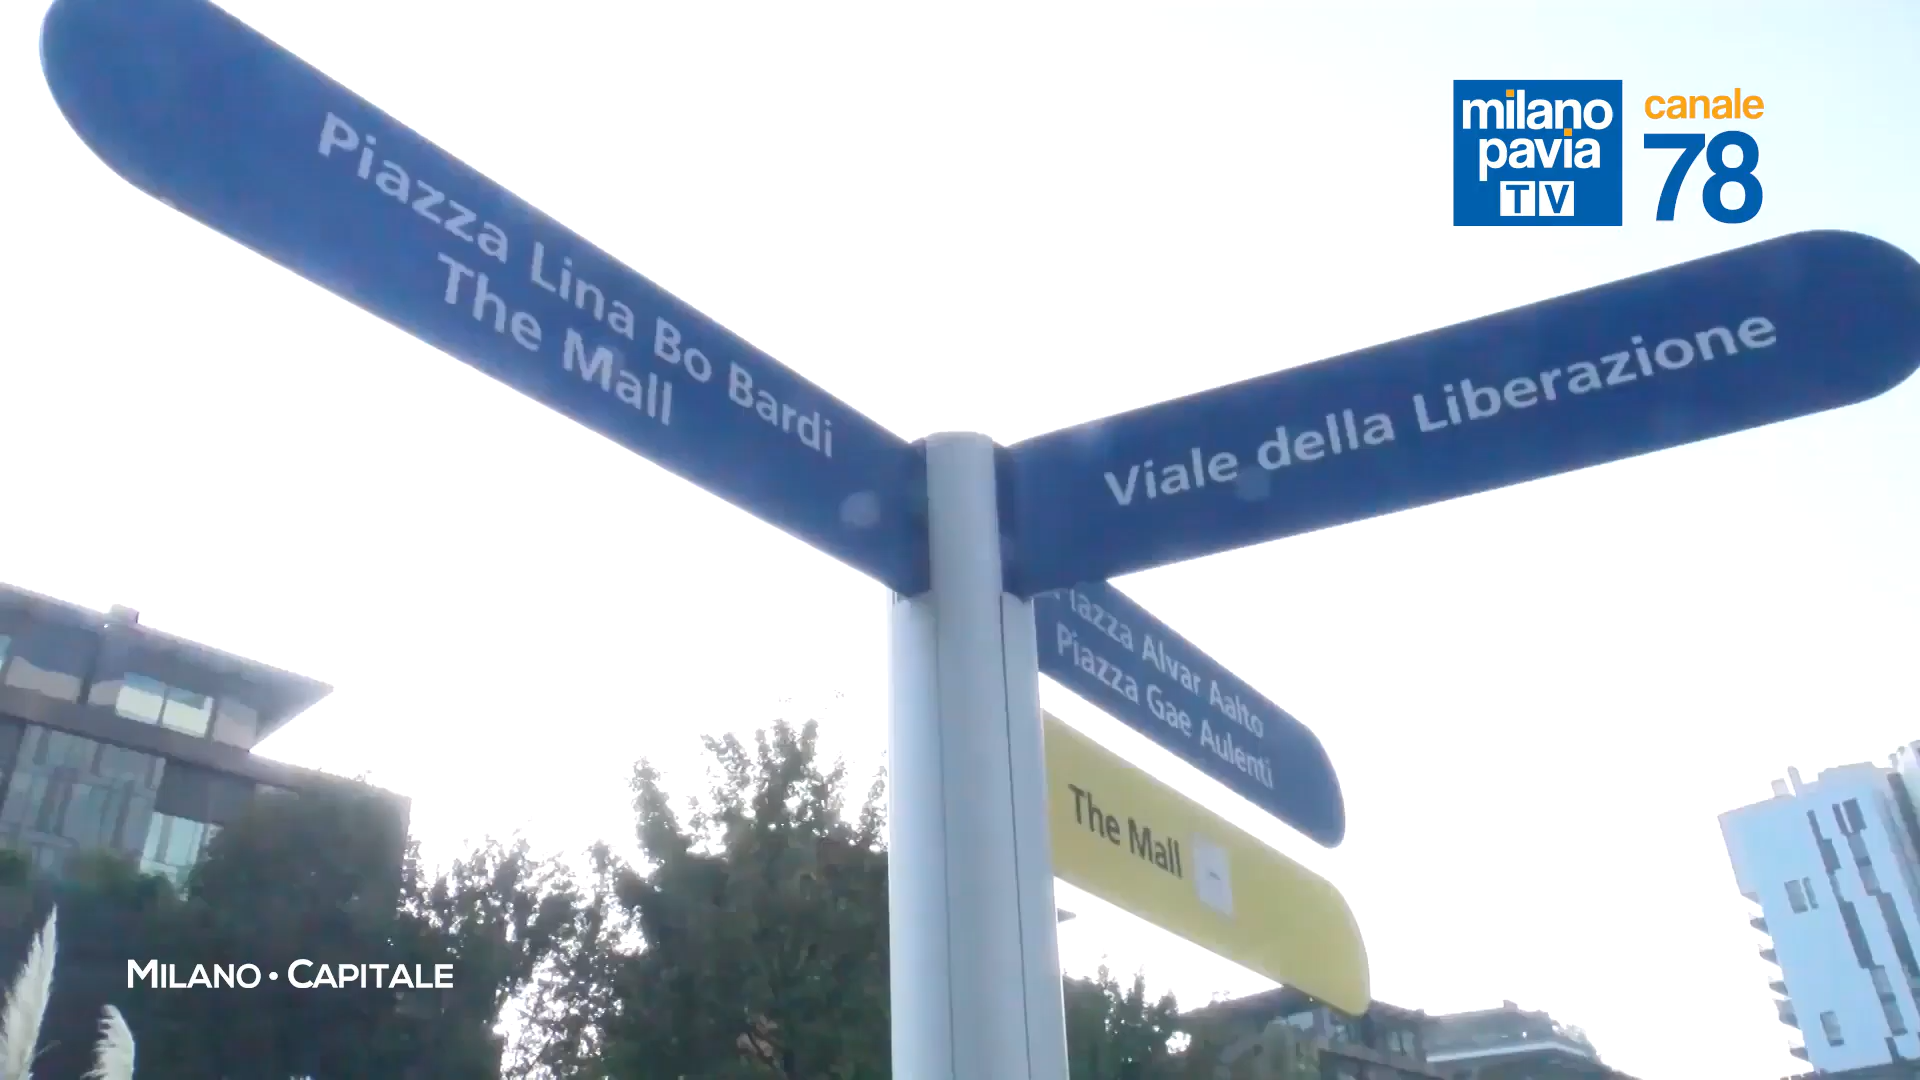 milano
pavia
TV
canale
78
Piazza Lina Bo Bardi
The Mall
Viale della Liberazione
Piazza Alvar Aalto
Piazza Gae Aulenti
The Mall
MILANO • CAPITALE